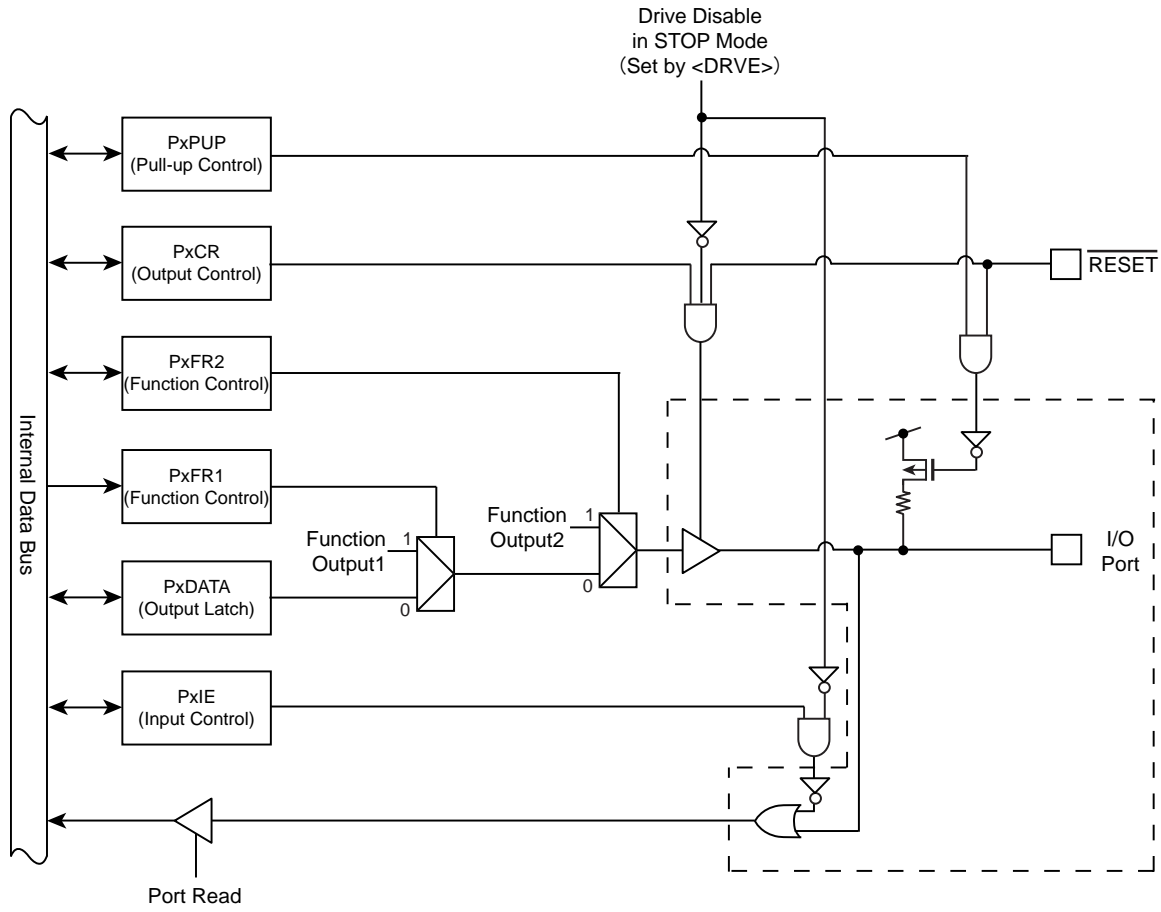 Drive Disable
in STOP Mode
（Set by <DRVE>）
PxPUP
(Pull-up Control)
PxCR
(Output Control)
RESET
PxFR2
(Function Control)
Internal Data Bus
PxFR1
(Function Control)
Function
Output1
1
0
Function
Output2
1
0
I/O
Port
PxDATA
(Output Latch)
PxIE
(Input Control)
Port Read